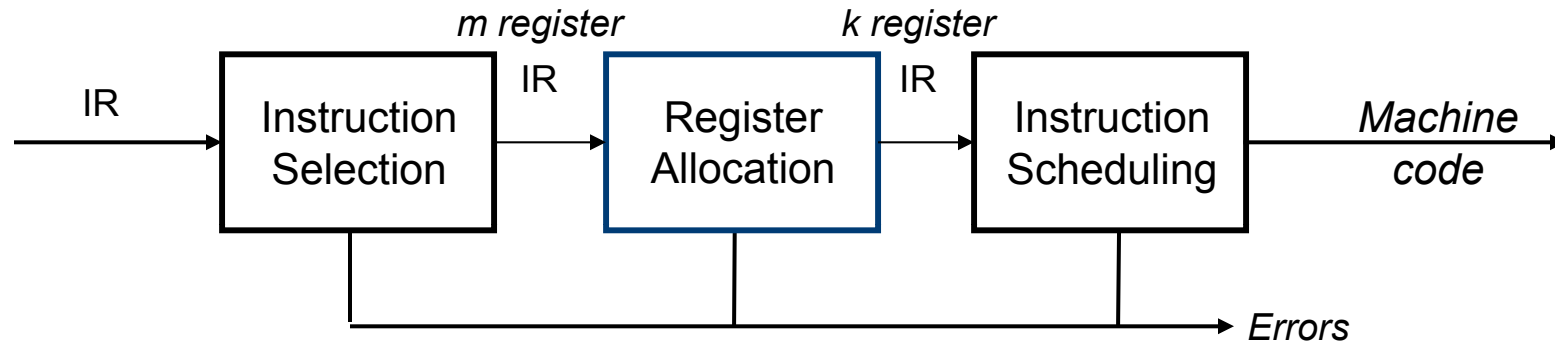 m register
k register
IR
IR
IR
Instruction
Selection
Register
Allocation
Instruction
Scheduling
Machine
code
Errors